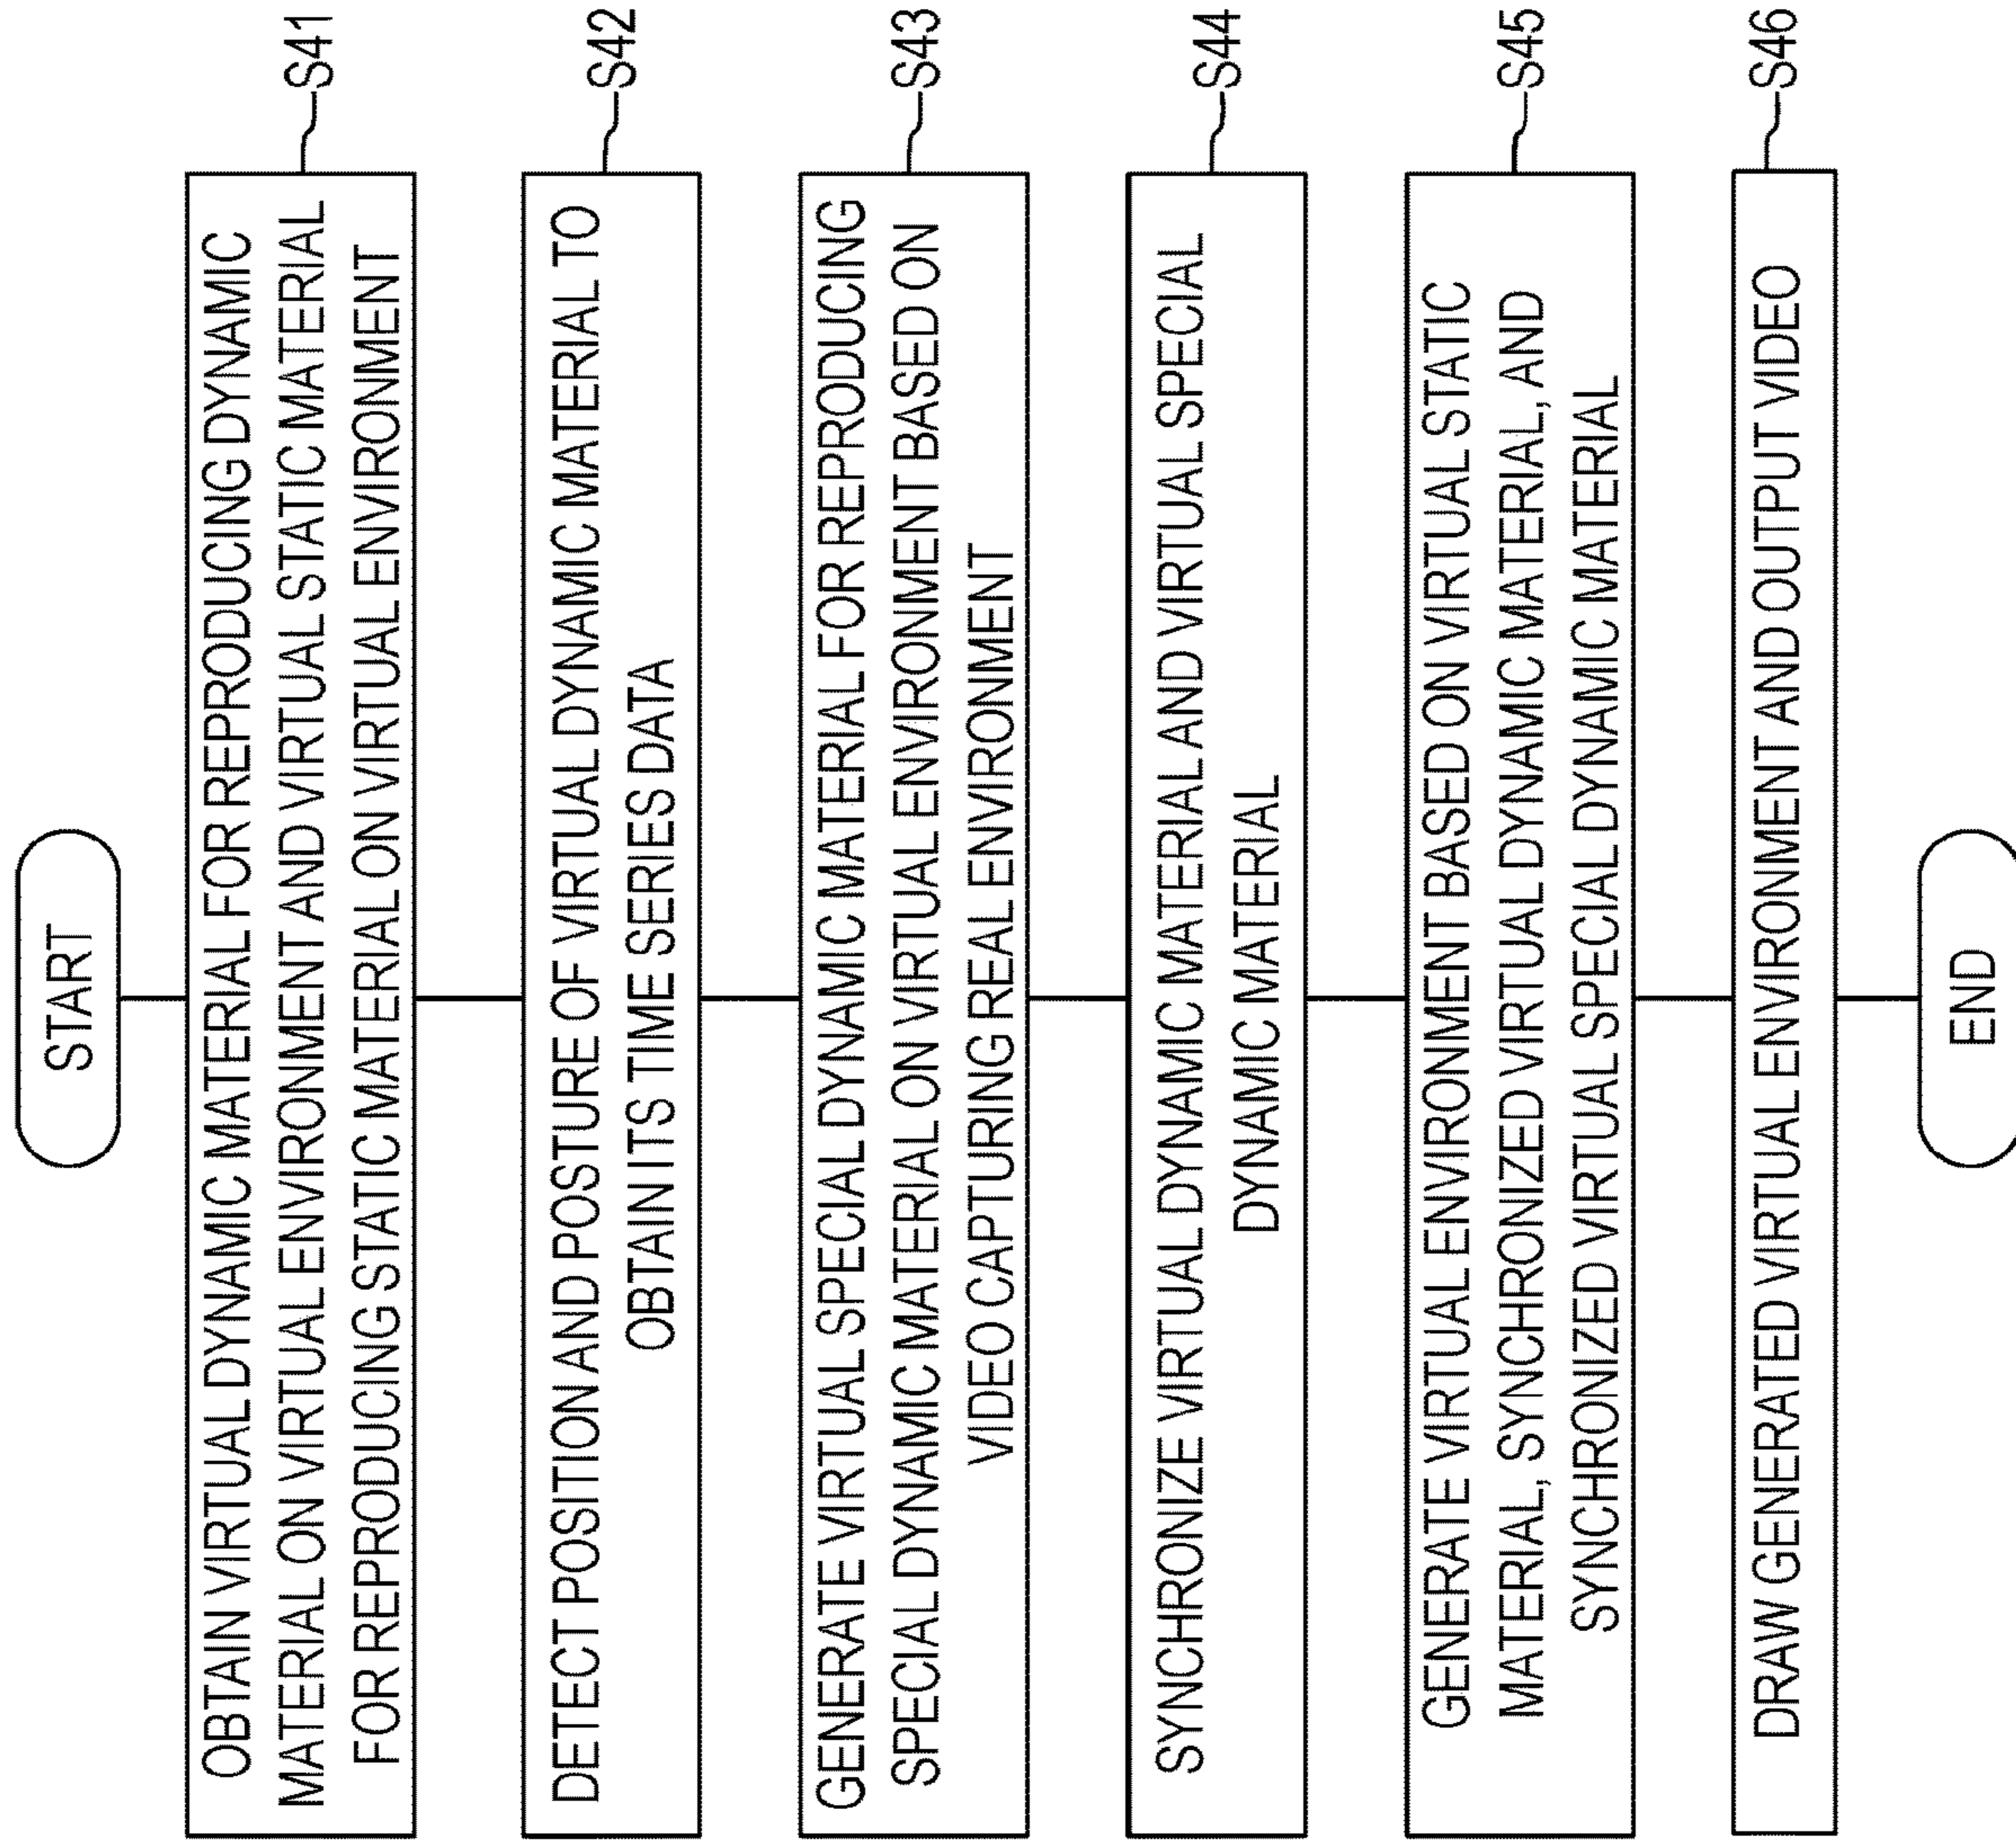 START
OBTAIN VIRTUAL DYNAMIC MATERIAL FOR REPRODUCING DYNAMIC
MATERIAL ON VIRTUAL ENVIRONMENT AND VIRTUAL STATIC MATERIAL
FOR REPRODUCING STATIC MATERIAL ON VIRTUAL ENVIRONMENT
S41
DETECT POSITION AND POSTURE OF VIRTUAL DYNAMIC MATERIAL TO
OBTAIN ITS TIME SERIES DATA
S42
GENERATE VIRTUAL SPECIAL DYNAMIC MATERIAL FOR REPRODUCING
SPECIAL DYNAMIC MATERIAL ON VIRTUAL ENVIRONMENT BASED ON
VIDEO CAPTURING REAL ENVIRONMENT
S43
SYNCHRONIZE VIRTUAL DYNAMIC MATERIAL AND VIRTUAL SPECIAL
DYNAMIC MATERIAL
S44
GENERATE VIRTUAL ENVIRONMENT BASED ON VIRTUAL STATIC
MATERIAL, SYNCHRONIZED VIRTUAL DYNAMIC MATERIAL, AND
SYNCHRONIZED VIRTUAL SPECIAL DYNAMIC MATERIAL
S45
DRAW GENERATED VIRTUAL ENVIRONMENT AND OUTPUT VIDEO
S46
END